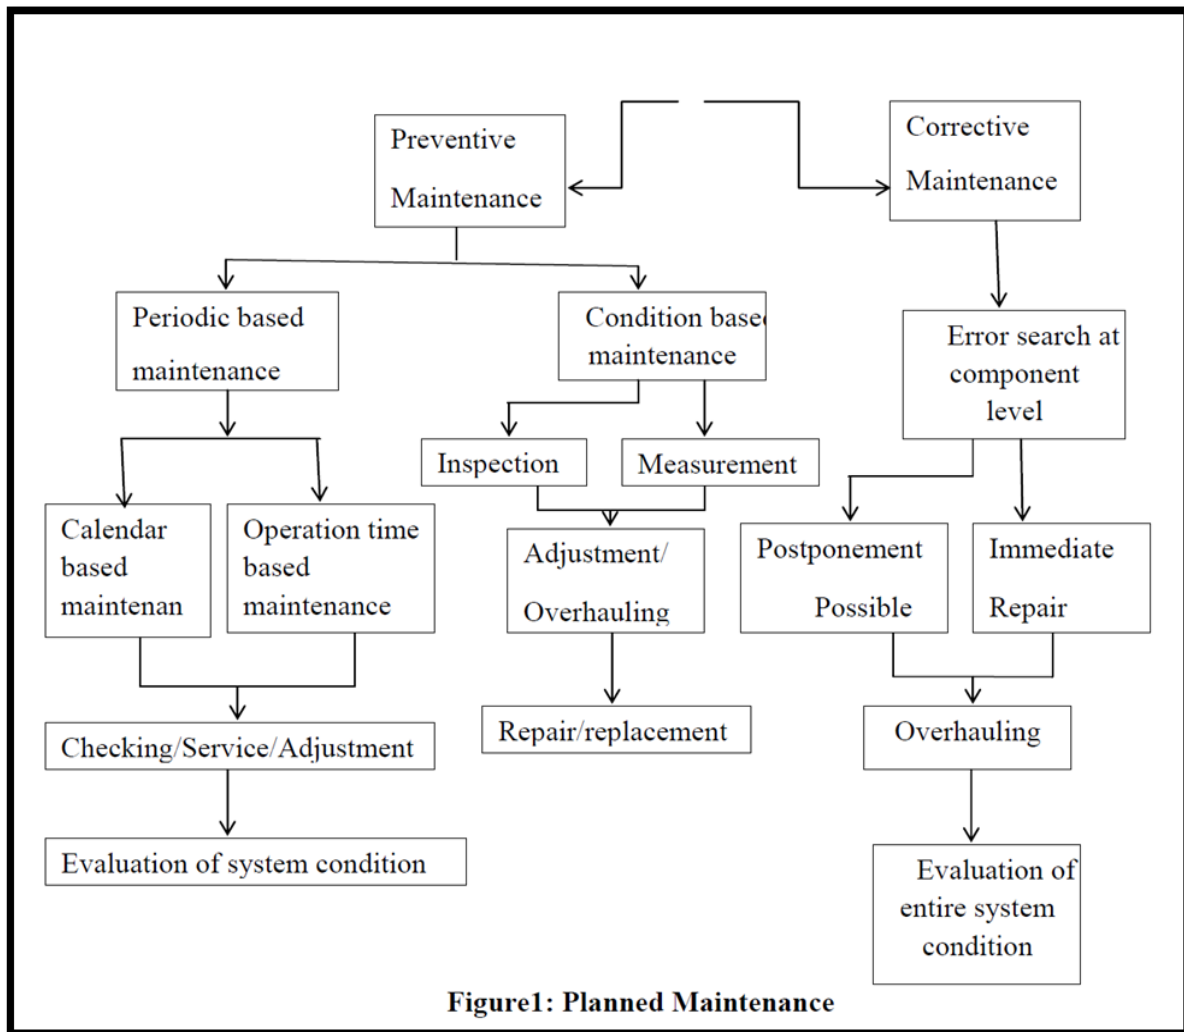 Preventive
Maintenance
Corrective
Maintenance
Periodic based
maintenance
Condition based
maintenance
Error search at
component
level
Inspection
Measurement
Calendar
based
maintenan
Operation time
based
maintenance
Adjustment/
Overhauling
Postponement
Possible
Immediate
Repair
Checking/Service/Adjustment
Repair/replacement
Overhauling
Evaluation of system condition
Evaluation of
entire system
condition
Figure1: Planned Maintenance